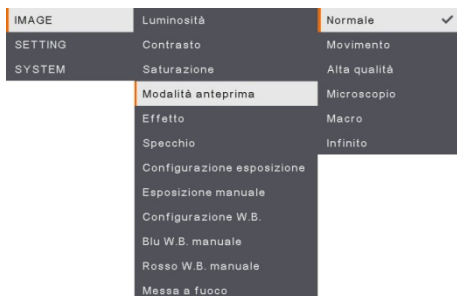 IMAGE
SETTING
SYSTEM
Luminosità
Contrasto
Saturazione
Modalità anteprima
Effetto
Specchio
Configurazione esposizione
Esposizione manuale
Configurazione W.B.
Blu W.B. manuale
Rosso W.B. manuale
Messa a fuoco
Normale
Movimento
Alta qualità
Microscopio
Macro
Infinito